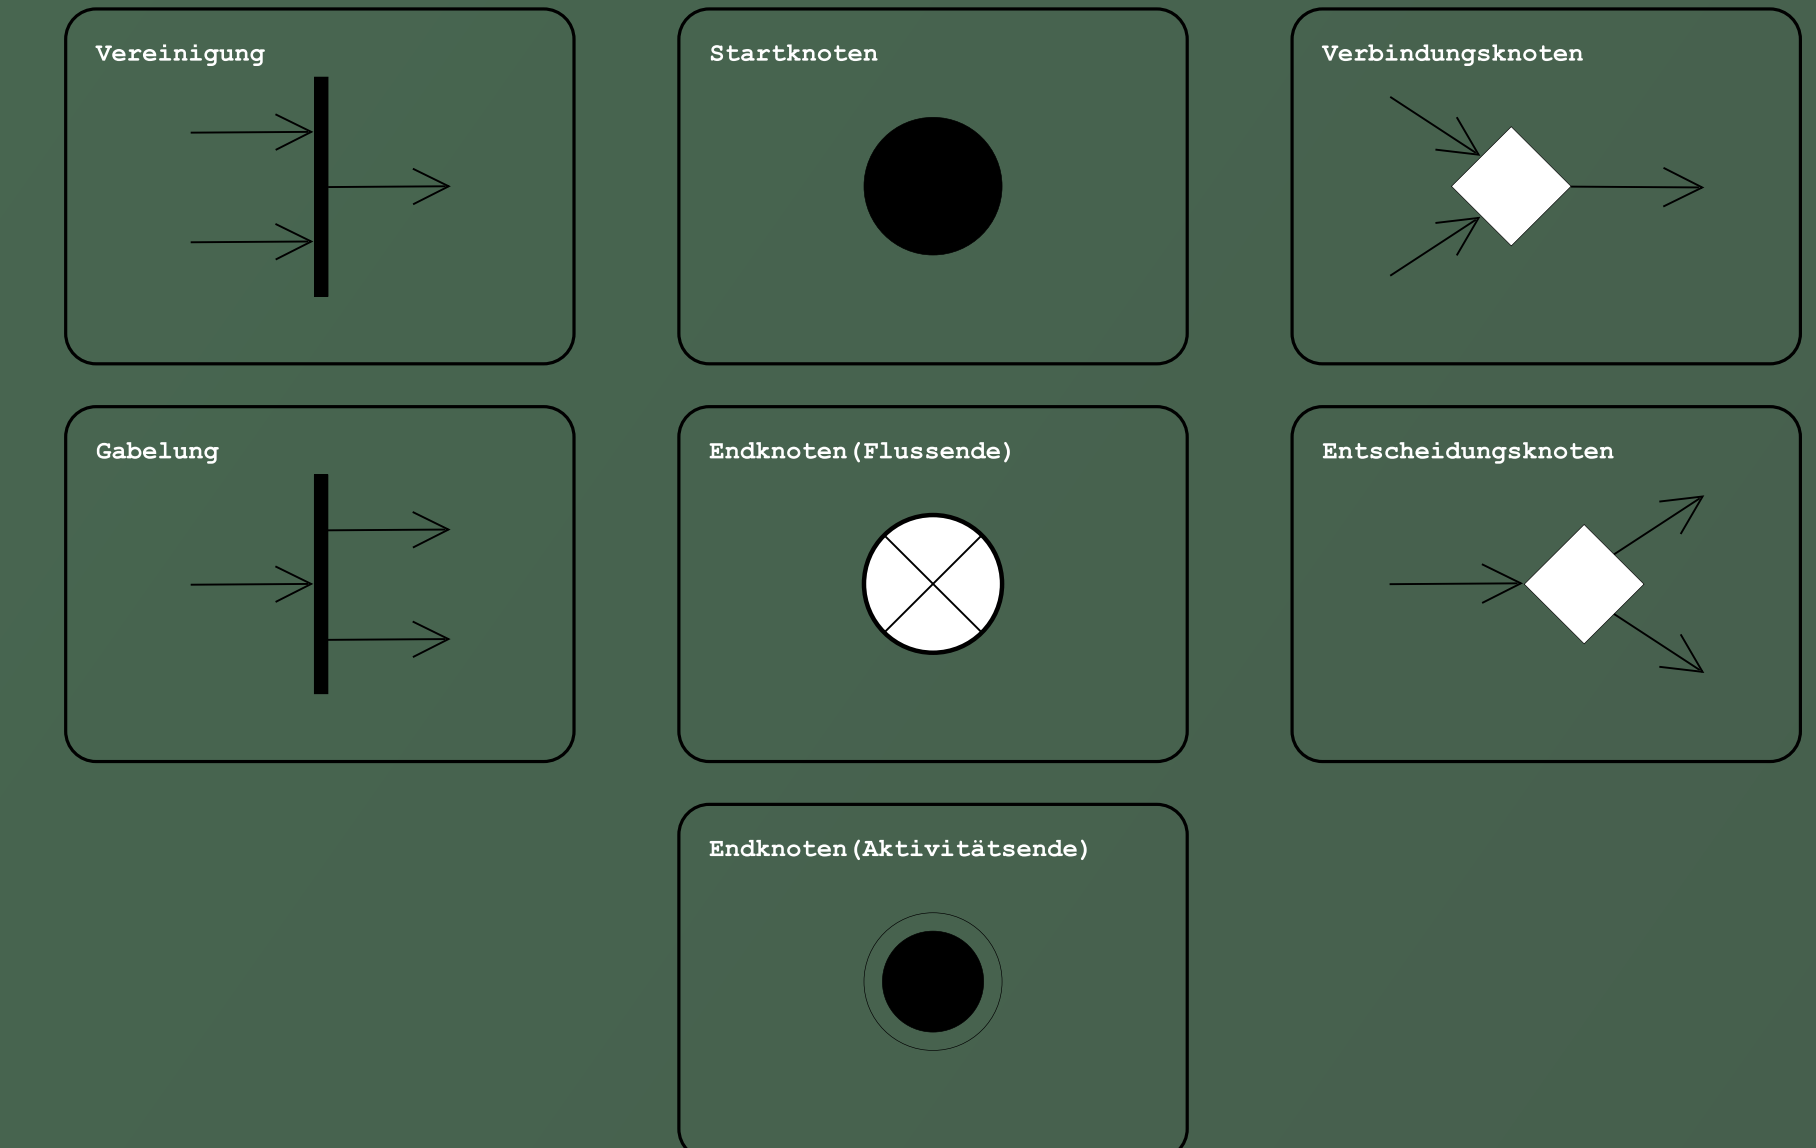 Vereinigung
Startknoten
Verbindungsknoten
Gabelung
Endknoten(Flussende)
Entscheidungsknoten
Endknoten(Aktivitätsende)